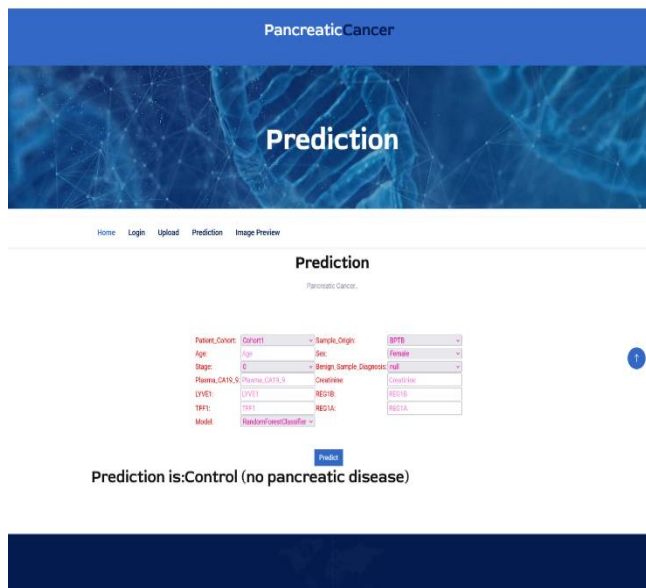 PancreaticCancer
Prediction
Home Login Upload Prediction Image Preview
Prediction
Pancreatic Cancer..
Patient_Cohort: Cohort1 Sample_Origin: BPTB
Age: Age Sex: Female
Stage: 0 Benign_Sample_Diagnosis: null
Plasma_CA19_9: Plasma_CA19_9 Creatinine: Creatinine
LYVE1: LYVE1 REG1B: REG1B
TFF1: TFF1 REG1A: REG1A
Model: RandomForestClassifier
Predict
Prediction is:Control (no pancreatic disease)